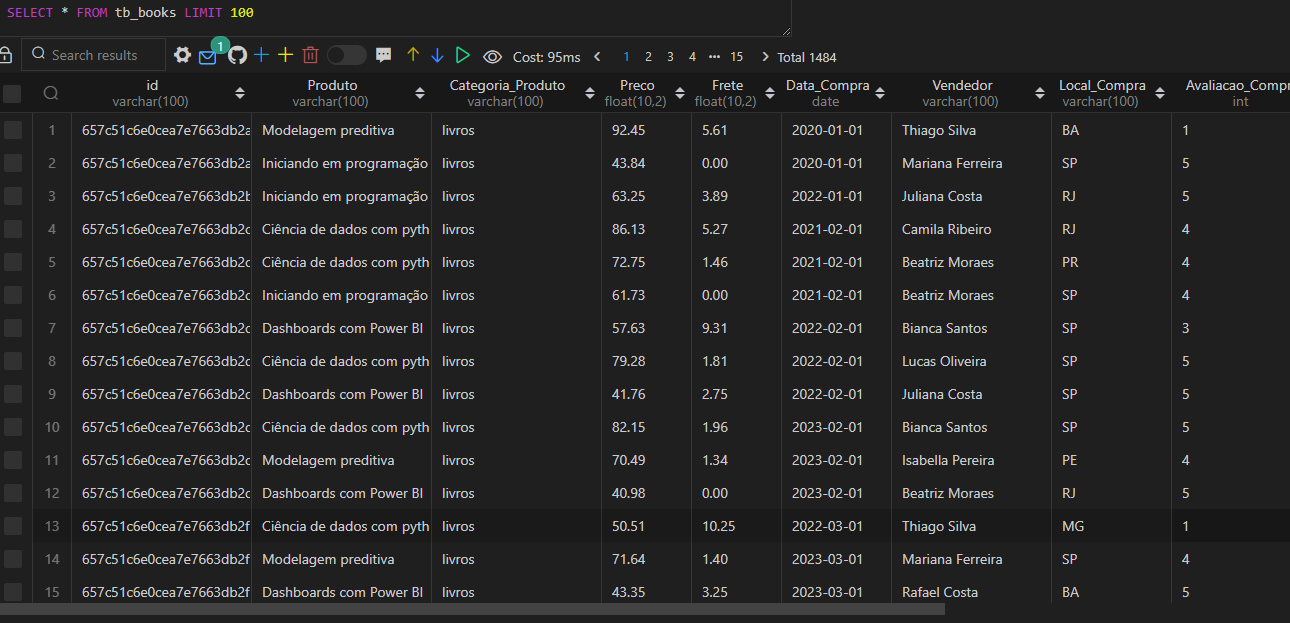 SELECT * FROM tb_books LIMIT 100
Search results 1 Cost: 95ms 1 2 3 4 ••• 15 Total 1484
id Produto Categoria_Produto Preco Frete Data_Compra Vendedor Local_Compra Avaliacao_Compr
varchar(100) varchar(100) varchar(100) float(10,2) float(10,2) date varchar(100) varchar(100) int
1 657c51c6e0cea7e7663db2a Modelagem preditiva livros 92.45 5.61 2020-01-01 Thiago Silva BA 1
2 657c51c6e0cea7e7663db2a Iniciando em programação livros 43.84 0.00 2020-01-01 Mariana Ferreira SP 5
3 657c51c6e0cea7e7663db2b Iniciando em programação livros 63.25 3.89 2022-01-01 Juliana Costa RJ 5
4 657c51c6e0cea7e7663db2c Ciência de dados com pyth livros 86.13 5.27 2021-02-01 Camila Ribeiro RJ 4
5 657c51c6e0cea7e7663db2c Ciência de dados com pyth livros 72.75 1.46 2021-02-01 Beatriz Moraes PR 4
6 657c51c6e0cea7e7663db2c Iniciando em programação livros 61.73 0.00 2021-02-01 Beatriz Moraes SP 4
7 657c51c6e0cea7e7663db2c Dashboards com Power BI livros 57.63 9.31 2022-02-01 Bianca Santos SP 3
8 657c51c6e0cea7e7663db2c Ciência de dados com pyth livros 79.28 1.81 2022-02-01 Lucas Oliveira SP 5
9 657c51c6e0cea7e7663db2c Dashboards com Power BI livros 41.76 2.75 2022-02-01 Juliana Costa SP 5
10 657c51c6e0cea7e7663db2c Ciência de dados com pyth livros 82.15 1.96 2023-02-01 Bianca Santos SP 5
11 657c51c6e0cea7e7663db2c Modelagem preditiva livros 70.49 1.34 2023-02-01 Isabella Pereira PE 4
12 657c51c6e0cea7e7663db2c Dashboards com Power BI livros 40.98 0.00 2023-02-01 Beatriz Moraes RJ 5
13 657c51c6e0cea7e7663db2f Ciência de dados com pyth livros 50.51 10.25 2022-03-01 Thiago Silva MG 1
14 657c51c6e0cea7e7663db2f Modelagem preditiva livros 71.64 1.40 2023-03-01 Mariana Ferreira SP 4
15 657c51c6e0cea7e7663db2f Dashboards com Power BI livros 43.35 3.25 2023-03-01 Rafael Costa BA 5